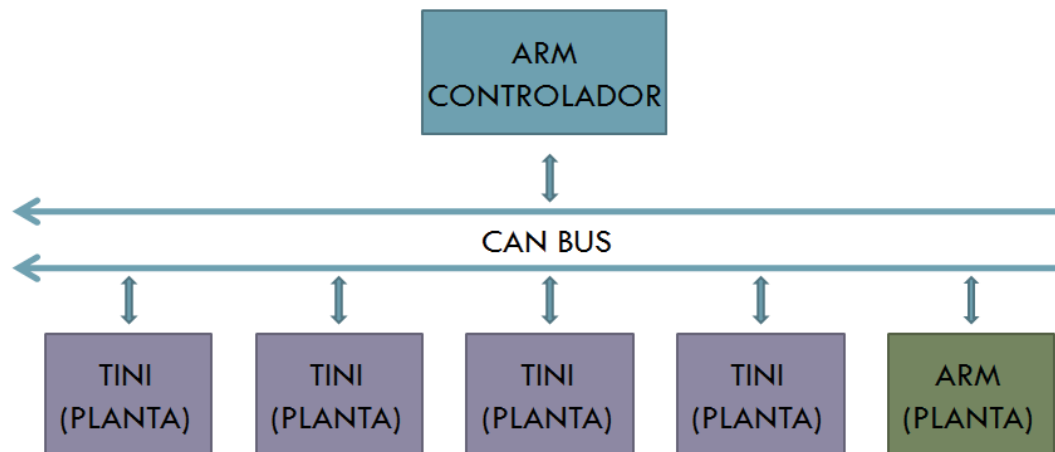 ARM
CONTROLADOR
CAN BUS
TINI
(PLANTA)
TINI
(PLANTA)
TINI
(PLANTA)
TINI
(PLANTA)
ARM
(PLANTA)